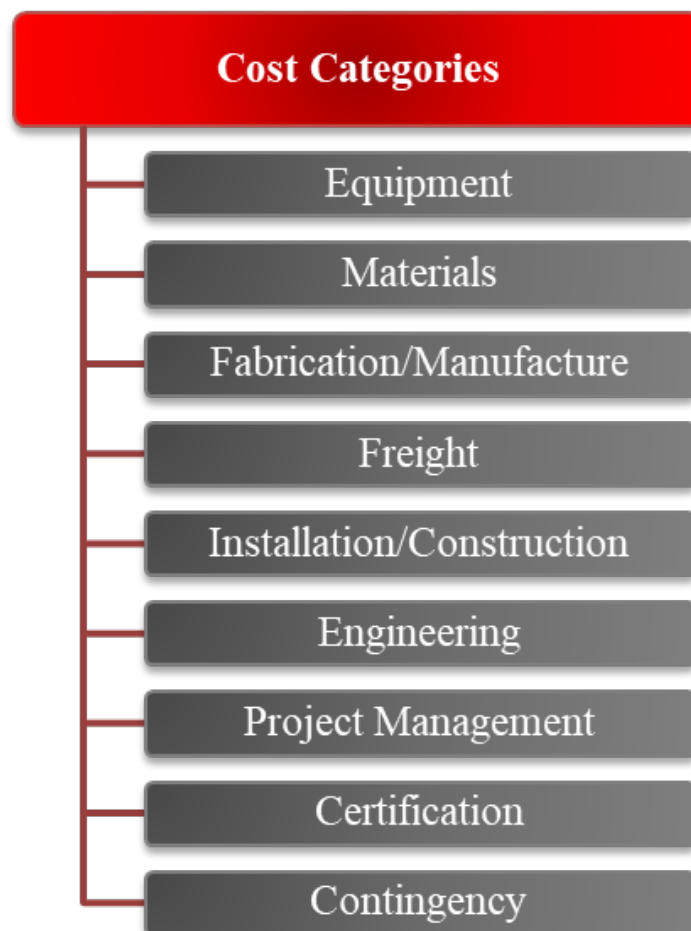 Cost Categories
Equipment
Materials
Fabrication/Manufacture
Freight
Installation/Construction
Engineering
Project Management
Certification
Contingency